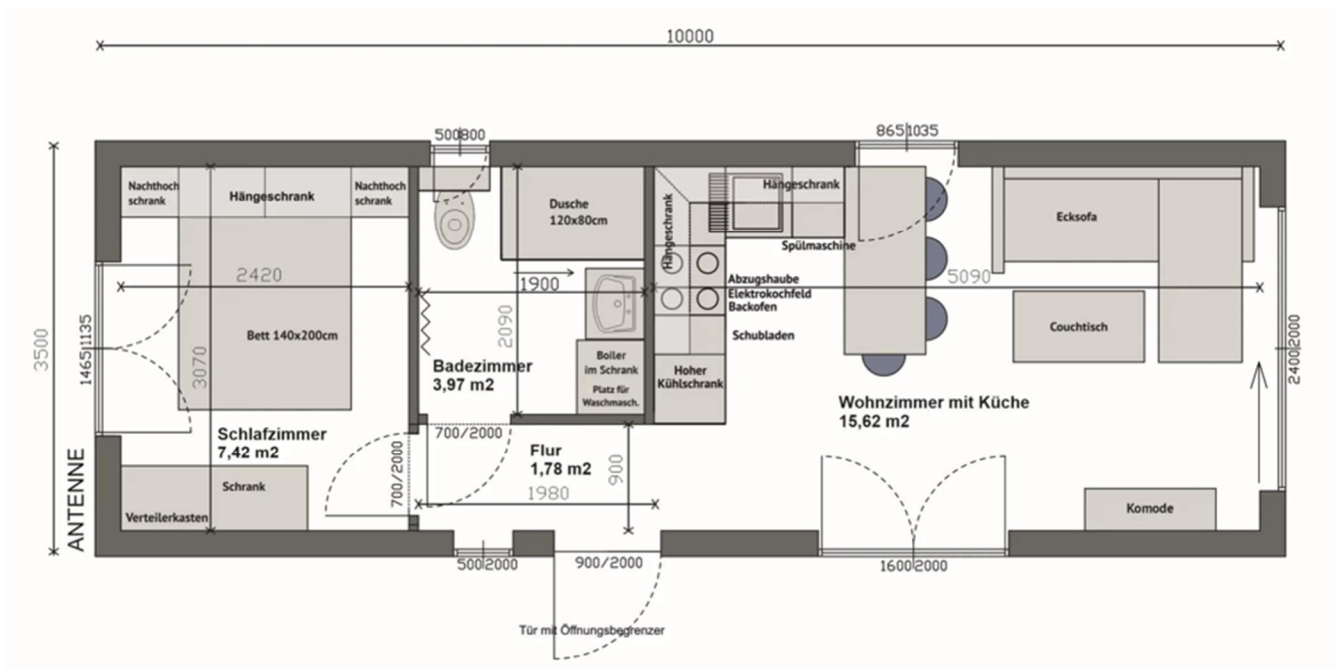 10000
500|800
865|1035
Nachthoch
schrank
Hängeschrank
Nachthoch
schrank
Dusche
120x80cm
Hängeschrank
Hängeschrank
Spülmaschine
Ecksofa
2420
1900
5090
Abzugshaube
Elektrokochfeld
Backofen
3500
1465|1135
3070
Bett 140x200cm
2090
Schubladen
Couchtisch
2400|2000
Badezimmer
3,97 m2
Boiler
im Schrank
Platz für
Waschmasch.
Hoher
Kühlschrank
Wohnzimmer mit Küche
15,62 m2
Schlafzimmer
7,42 m2
700/2000
700/2000
Flur
1,78 m2
900
1980
ANTENNE
Schrank
Verteilerkasten
Komode
500|2000
900/2000
1600|2000
Tür mit Öffnungsbegrenzer